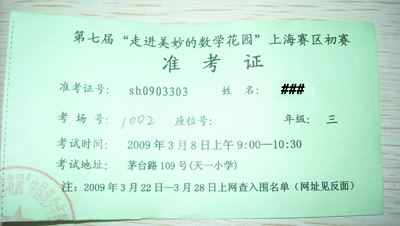 第七届“走进美妙的数学花园”上海赛区初赛
准考证
准考证号: sh0903303 姓名: ###
考场号: 1002 座位号: 年级: 三
考试时间: 2009年3月8日上午9:00—10:30
考试地址: 茅台路109号(天一小学)
注: 2009年3月22日—3月28日上网查入围名单（网址见反面）